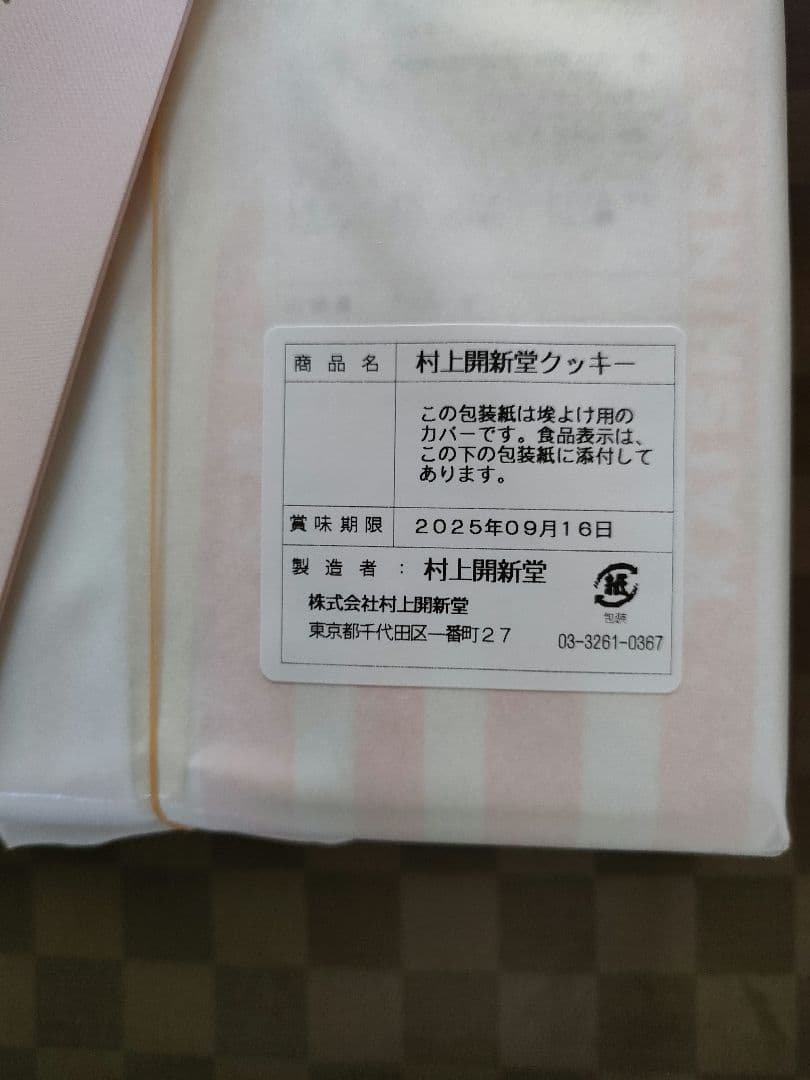 商品名 村上開新堂クッキー
この包装紙は埃よけ用の
カバーです。食品表示は、
この下の包装紙に添付して
あります。
賞味期限 2025年09月16日
製造者：村上開新堂
株式会社村上開新堂
東京都千代田区一番町27
紙
包装
03-3261-0367